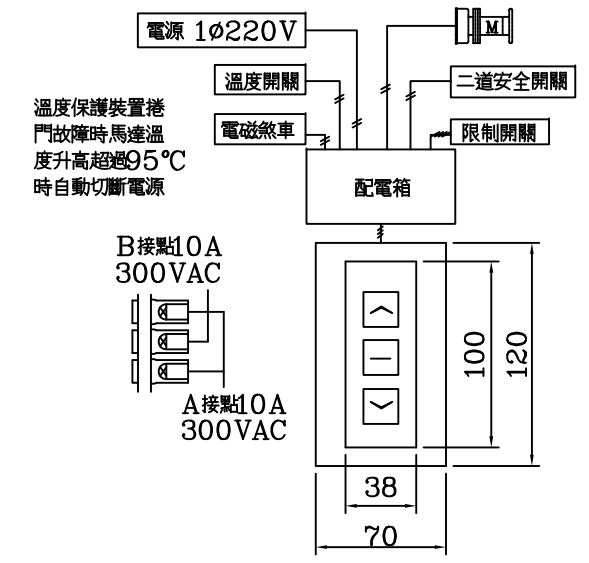 電源 1ø220V
M
溫度開關
二道安全開關
溫度保護裝置捲
門故障時馬達溫
度升高超過95°C
時自動切斷電源
電磁煞車
限制開關
配電箱
B接點10A
300VAC
A接點10A
300VAC
100
120
38
70